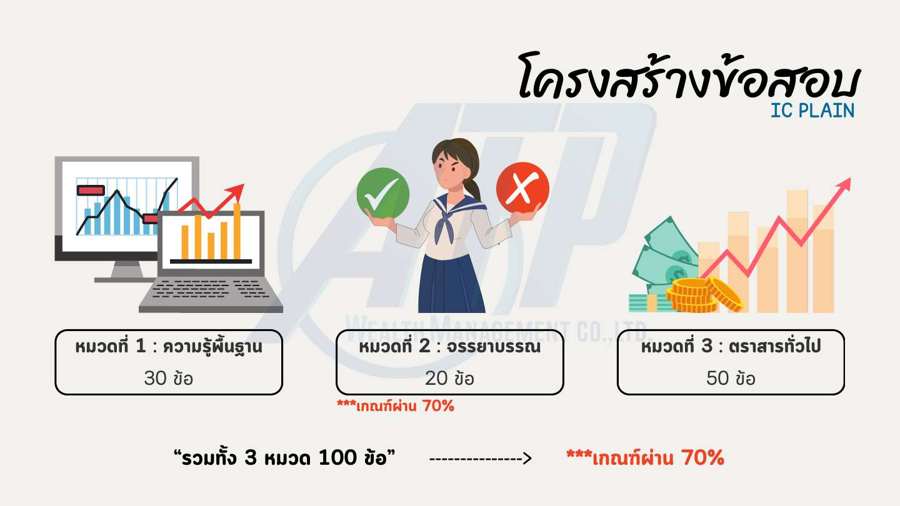 โครงสร้างข้อสอบ
IC PLAIN
ATP
WEALTH MANAGEMENT CO.,LTD.
หมวดที่ 1 : ความรู้พื้นฐาน
30 ข้อ
หมวดที่ 2 : จรรยาบรรณ
20 ข้อ
***เกณฑ์ผ่าน 70%
หมวดที่ 3 : ตราสารทั่วไป
50 ข้อ
“รวมทั้ง 3 หมวด 100 ข้อ” ---------------> ***เกณฑ์ผ่าน 70%